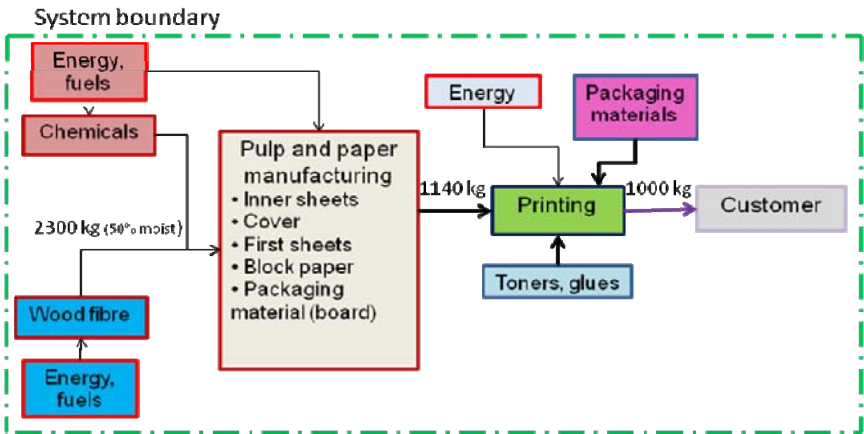 System boundary
Energy,
fuels
Chemicals
2300 kg (50% moist)
Wood fibre
Energy,
fuels
Pulp and paper
manufacturing
• Inner sheets
• Cover
• First sheets
• Block paper
• Packaging
material (board)
1140 kg
Energy
Packaging
materials
Printing
Toners, glues
1000 kg
Customer